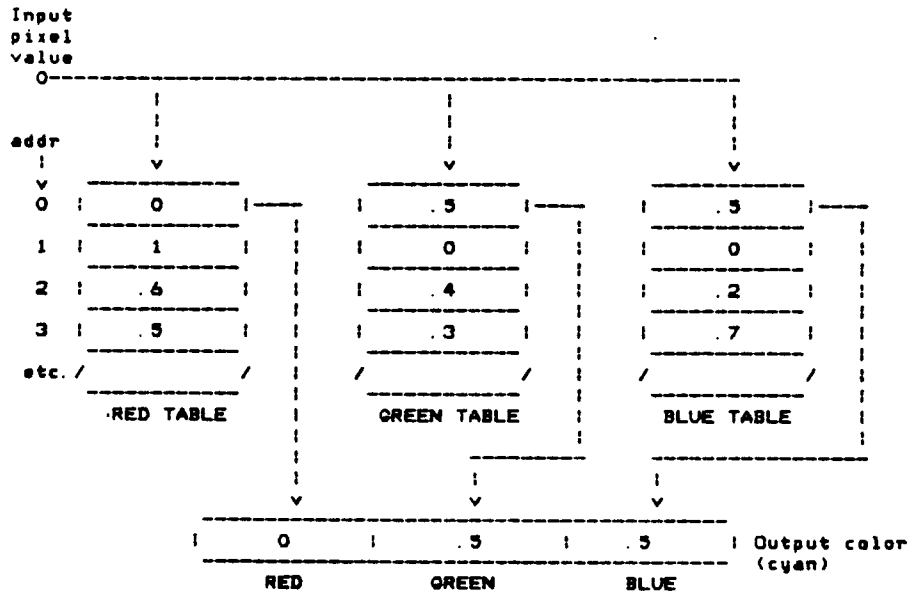 Input
pixel
value
0
addr
0 0 .5 .5
1 1 0 0
2 .6 .4 .2
3 .5 .3 .7
etc.
RED TABLE GREEN TABLE BLUE TABLE
0 .5 .5 Output color
(cyan)
RED GREEN BLUE